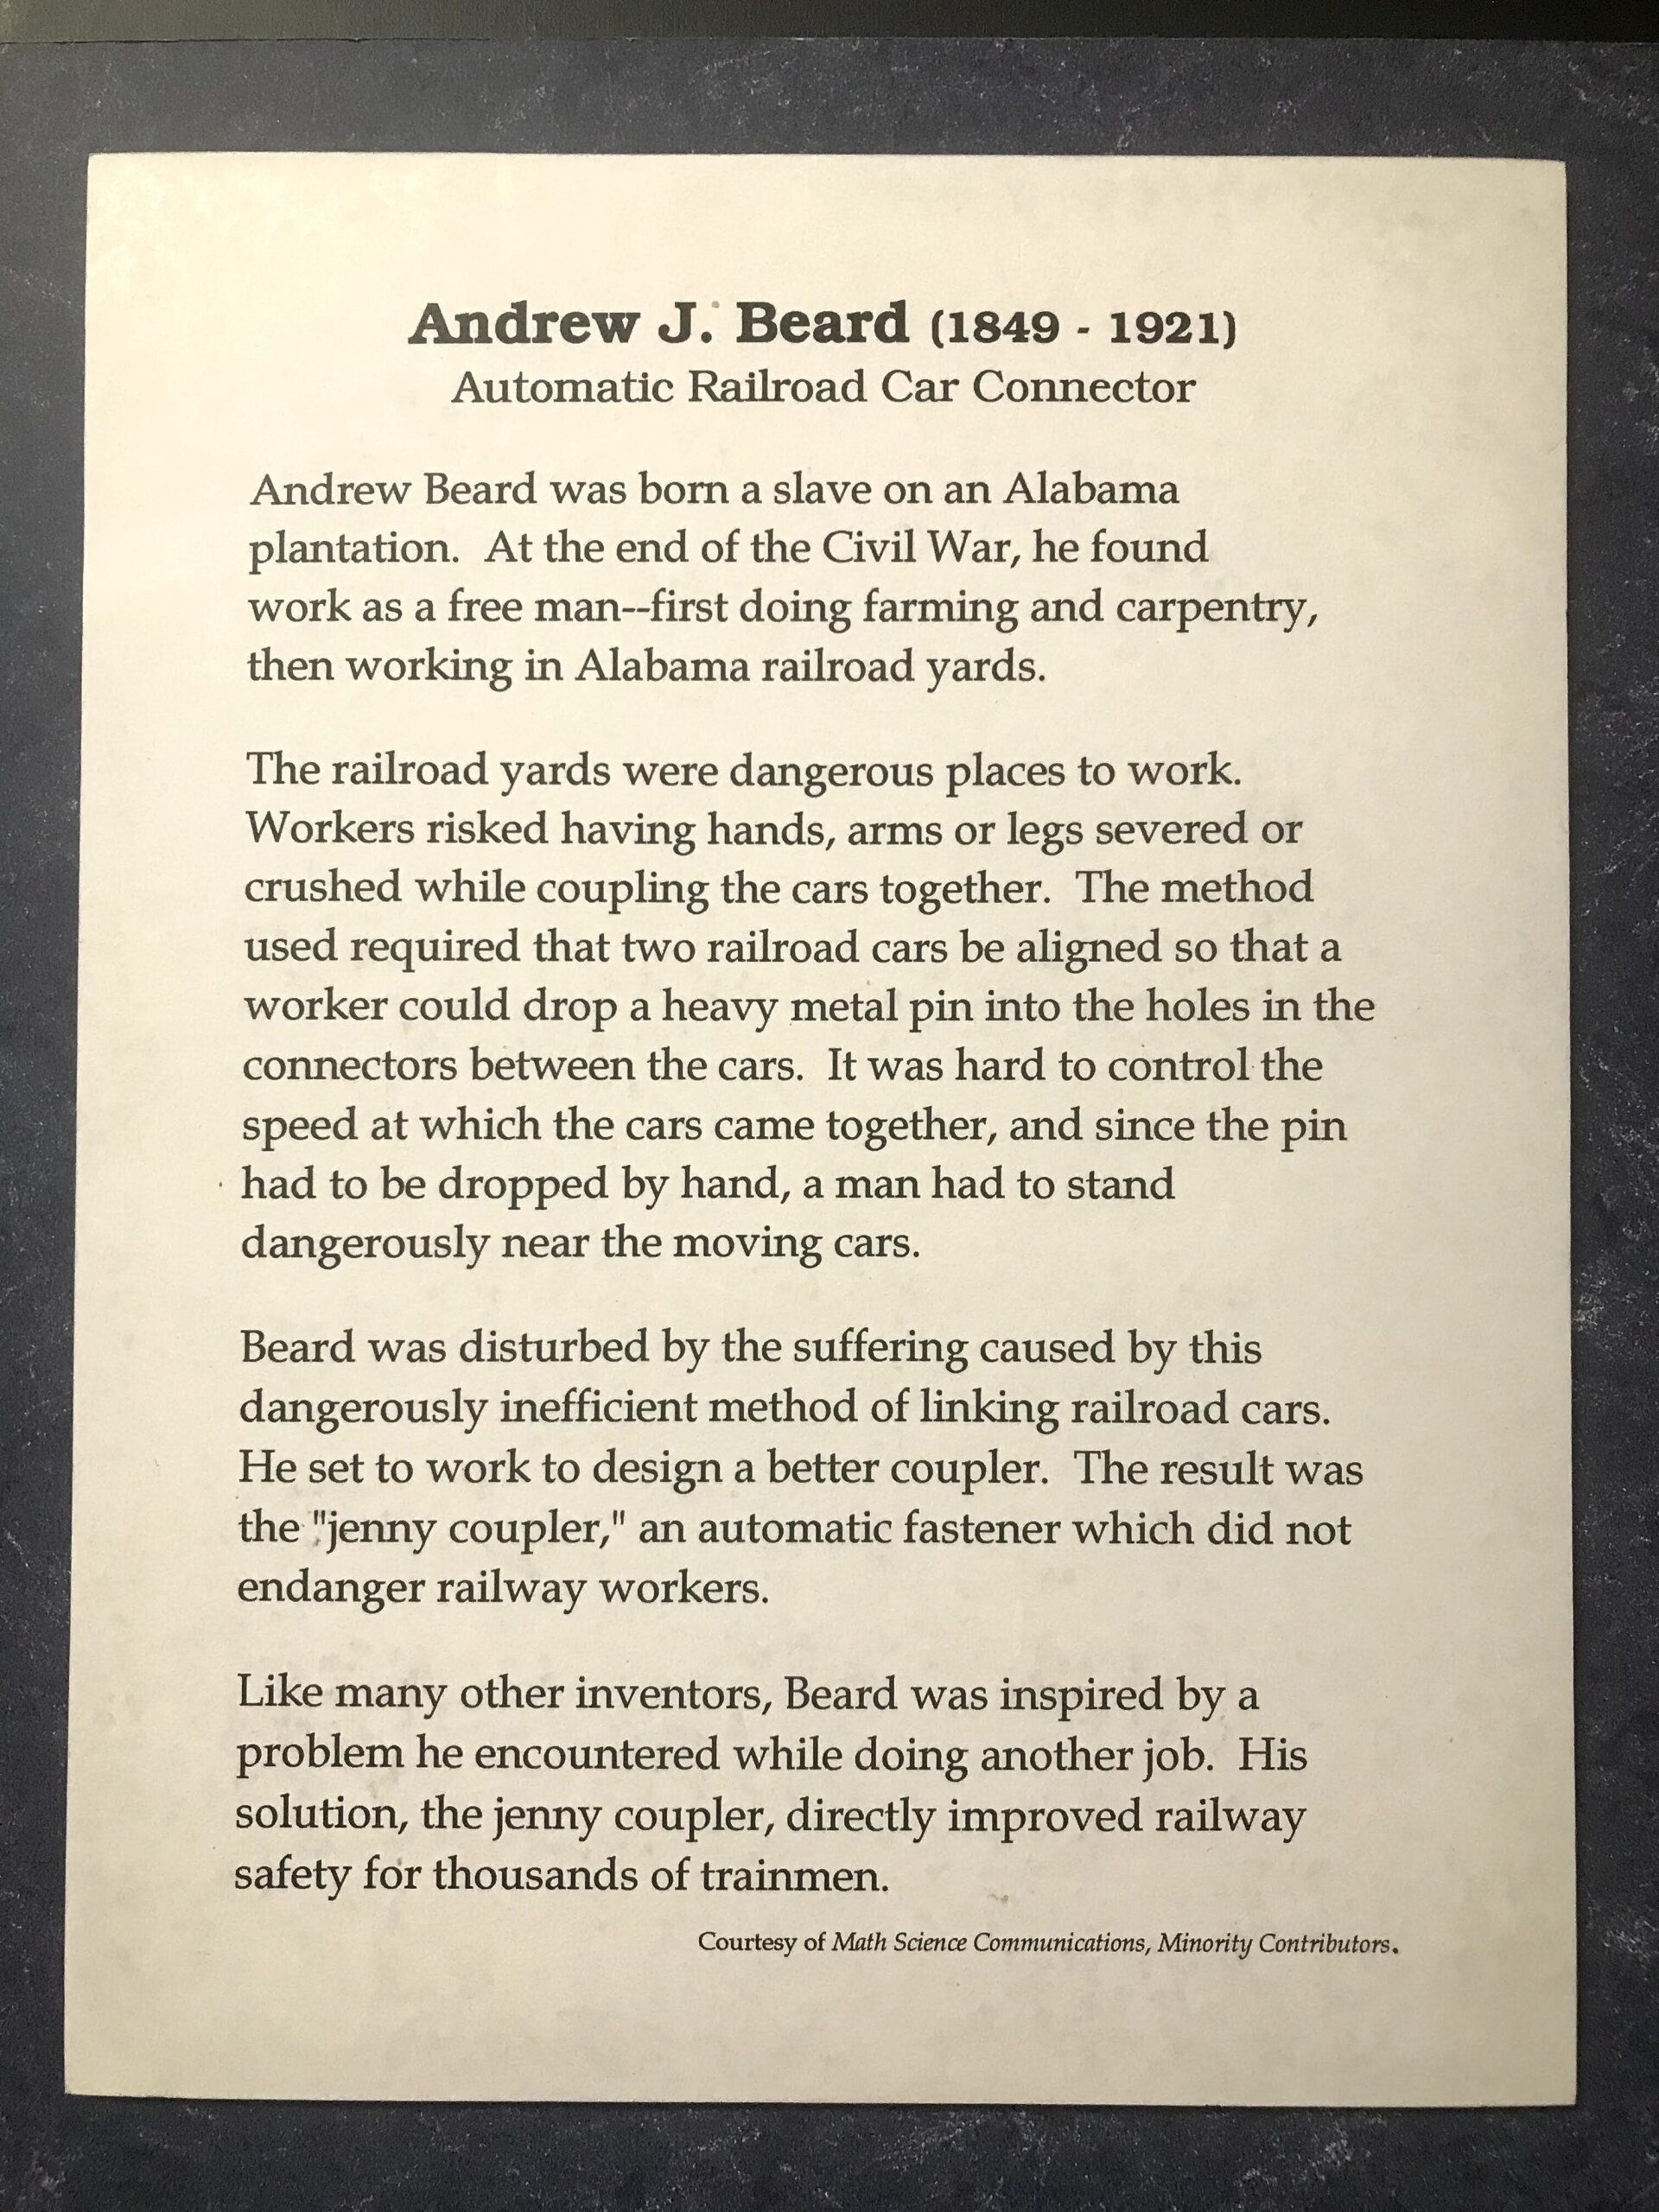 Andrew J. Beard (1849 - 1921)
Automatic Railroad Car Connector
Andrew Beard was born a slave on an Alabama
plantation.  At the end of the Civil War, he found
work as a free man--first doing farming and carpentry,
then working in Alabama railroad yards.
The railroad yards were dangerous places to work.
Workers risked having hands, arms or legs severed or
crushed while coupling the cars together.  The method
used required that two railroad cars be aligned so that a
worker could drop a heavy metal pin into the holes in the
connectors between the cars.  It was hard to control the
speed at which the cars came together, and since the pin
had to be dropped by hand, a man had to stand
dangerously near the moving cars.
Beard was disturbed by the suffering caused by this
dangerously inefficient method of linking railroad cars.
He set to work to design a better coupler.  The result was
the "jenny coupler," an automatic fastener which did not
endanger railway workers.
Like many other inventors, Beard was inspired by a
problem he encountered while doing another job.  His
solution, the jenny coupler, directly improved railway
safety for thousands of trainmen.
Courtesy of Math Science Communications, Minority Contributors.